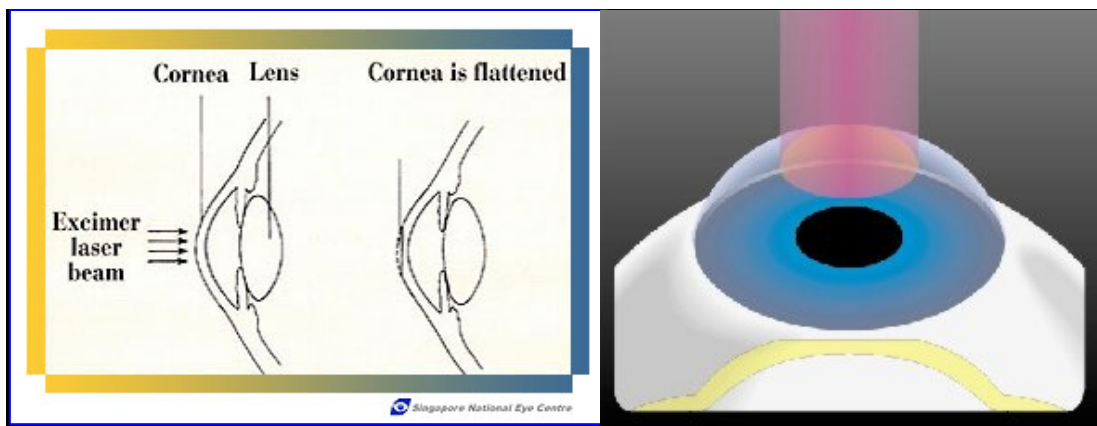 Cornea
Lens
Cornea is flattened
Excimer
laser
beam
Singapore National Eye Centre